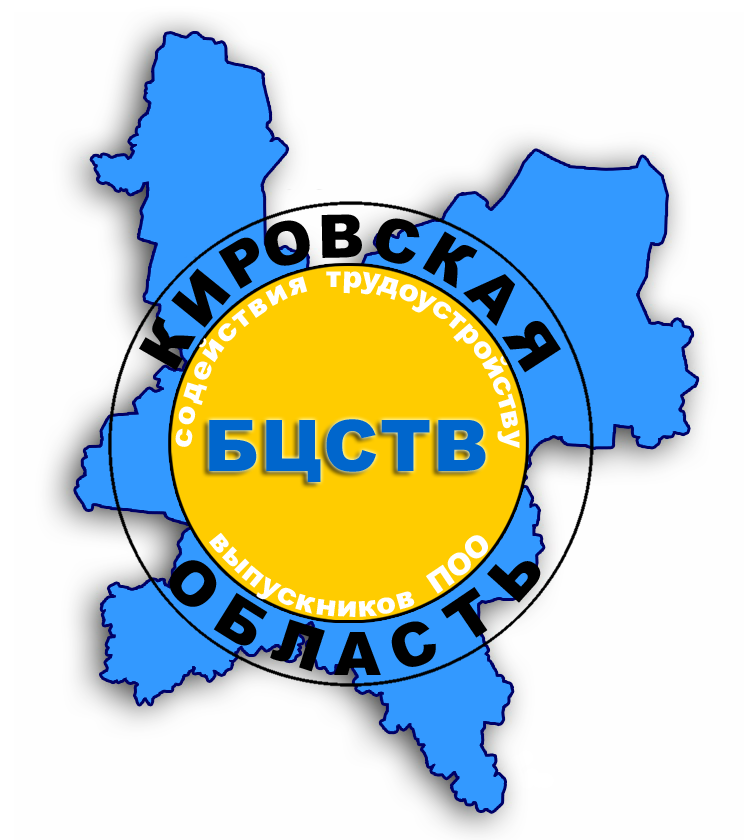 КИРОВСКАЯ
содействия трудоустройству
БЦСТВ
выпускников ПОО
ОБЛАСТЬ